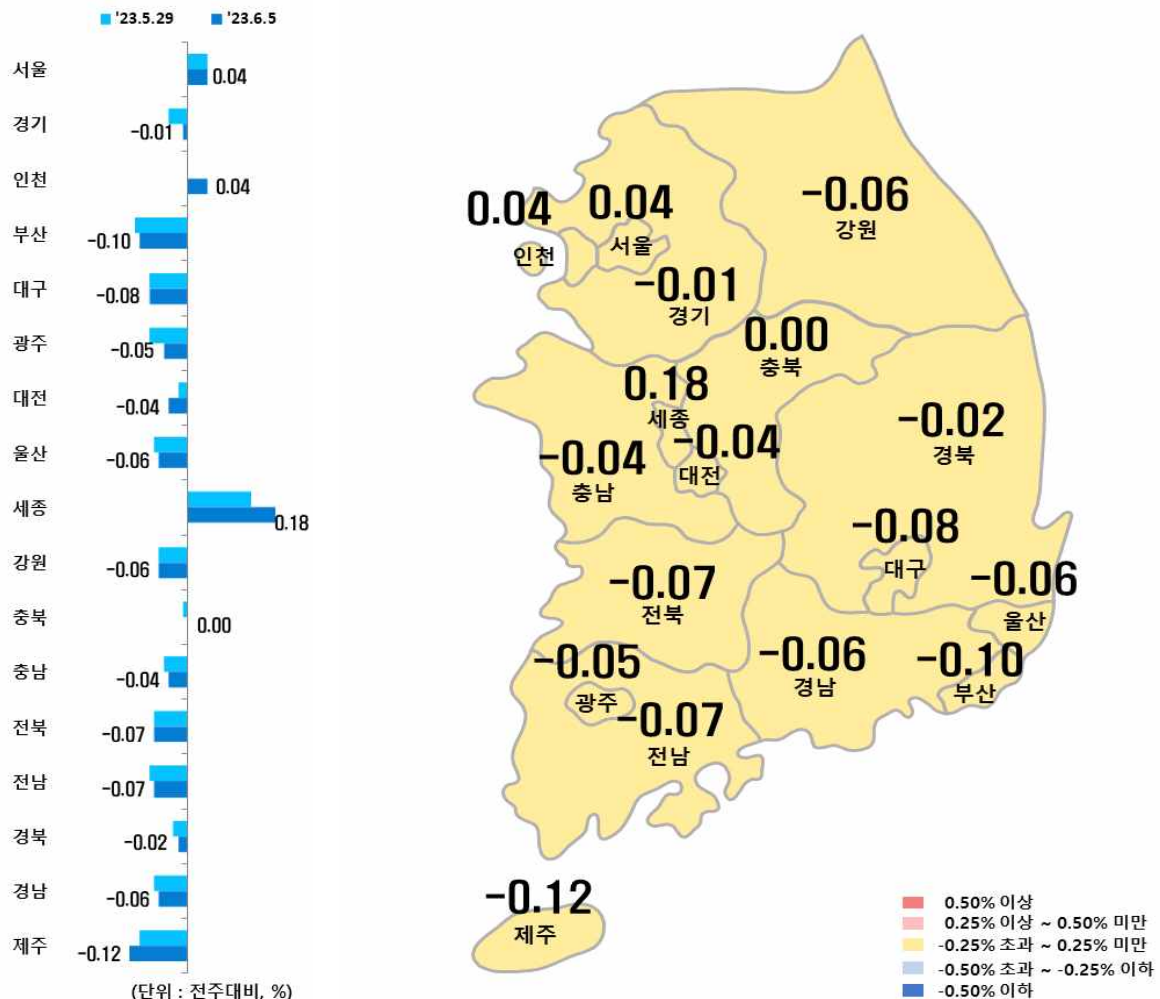 '23.5.29 '23.6.5
서울 0.04
경기 -0.01
인천 0.04
부산 -0.10
대구 -0.08
광주 -0.05
대전 -0.04
울산 -0.06
세종 0.18
강원 -0.06
충북 0.00
충남 -0.04
전북 -0.07
전남 -0.07
경북 -0.02
경남 -0.06
제주 -0.12
(단위 : 전주대비, %)
0.04
인천
0.04
서울
-0.06
강원
-0.01
경기
0.00
충북
0.18
세종
-0.04
대전
-0.04
충남
-0.02
경북
-0.08
대구
-0.06
울산
-0.07
전북
-0.06
경남
-0.10
부산
-0.05
광주
-0.07
전남
-0.12
제주
0.50% 이상
0.25% 이상 ~ 0.50% 미만
-0.25% 초과 ~ 0.25% 미만
-0.50% 초과 ~ -0.25% 이하
-0.50% 이하